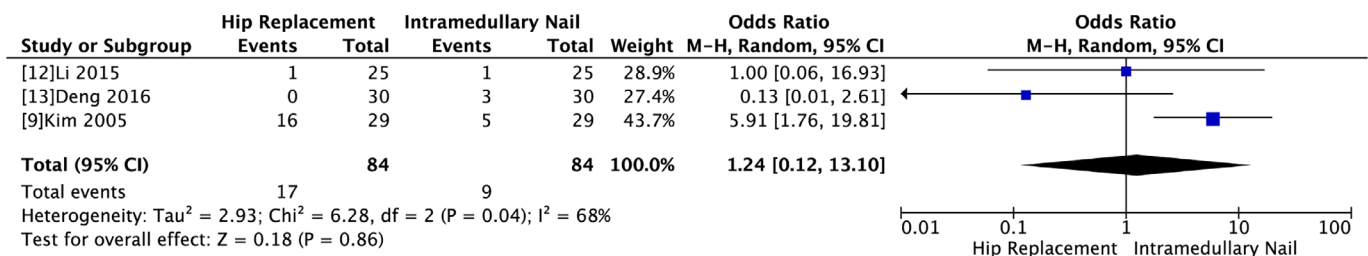 Hip Replacement Intramedullary Nail Odds Ratio Odds Ratio
Study or Subgroup Events Total Events Total Weight M-H, Random, 95% CI M-H, Random, 95% CI
[12]Li 2015 1 25 1 25 28.9% 1.00 [0.06, 16.93]
[13]Deng 2016 0 30 3 30 27.4% 0.13 [0.01, 2.61]
[9]Kim 2005 16 29 5 29 43.7% 5.91 [1.76, 19.81]
Total (95% CI) 84 84 100.0% 1.24 [0.12, 13.10]
Total events 17 9
Heterogeneity: Tau² = 2.93; Chi² = 6.28, df = 2 (P = 0.04); I² = 68%
Test for overall effect: Z = 0.18 (P = 0.86)
0.01 0.1 1 10 100
Hip Replacement Intramedullary Nail